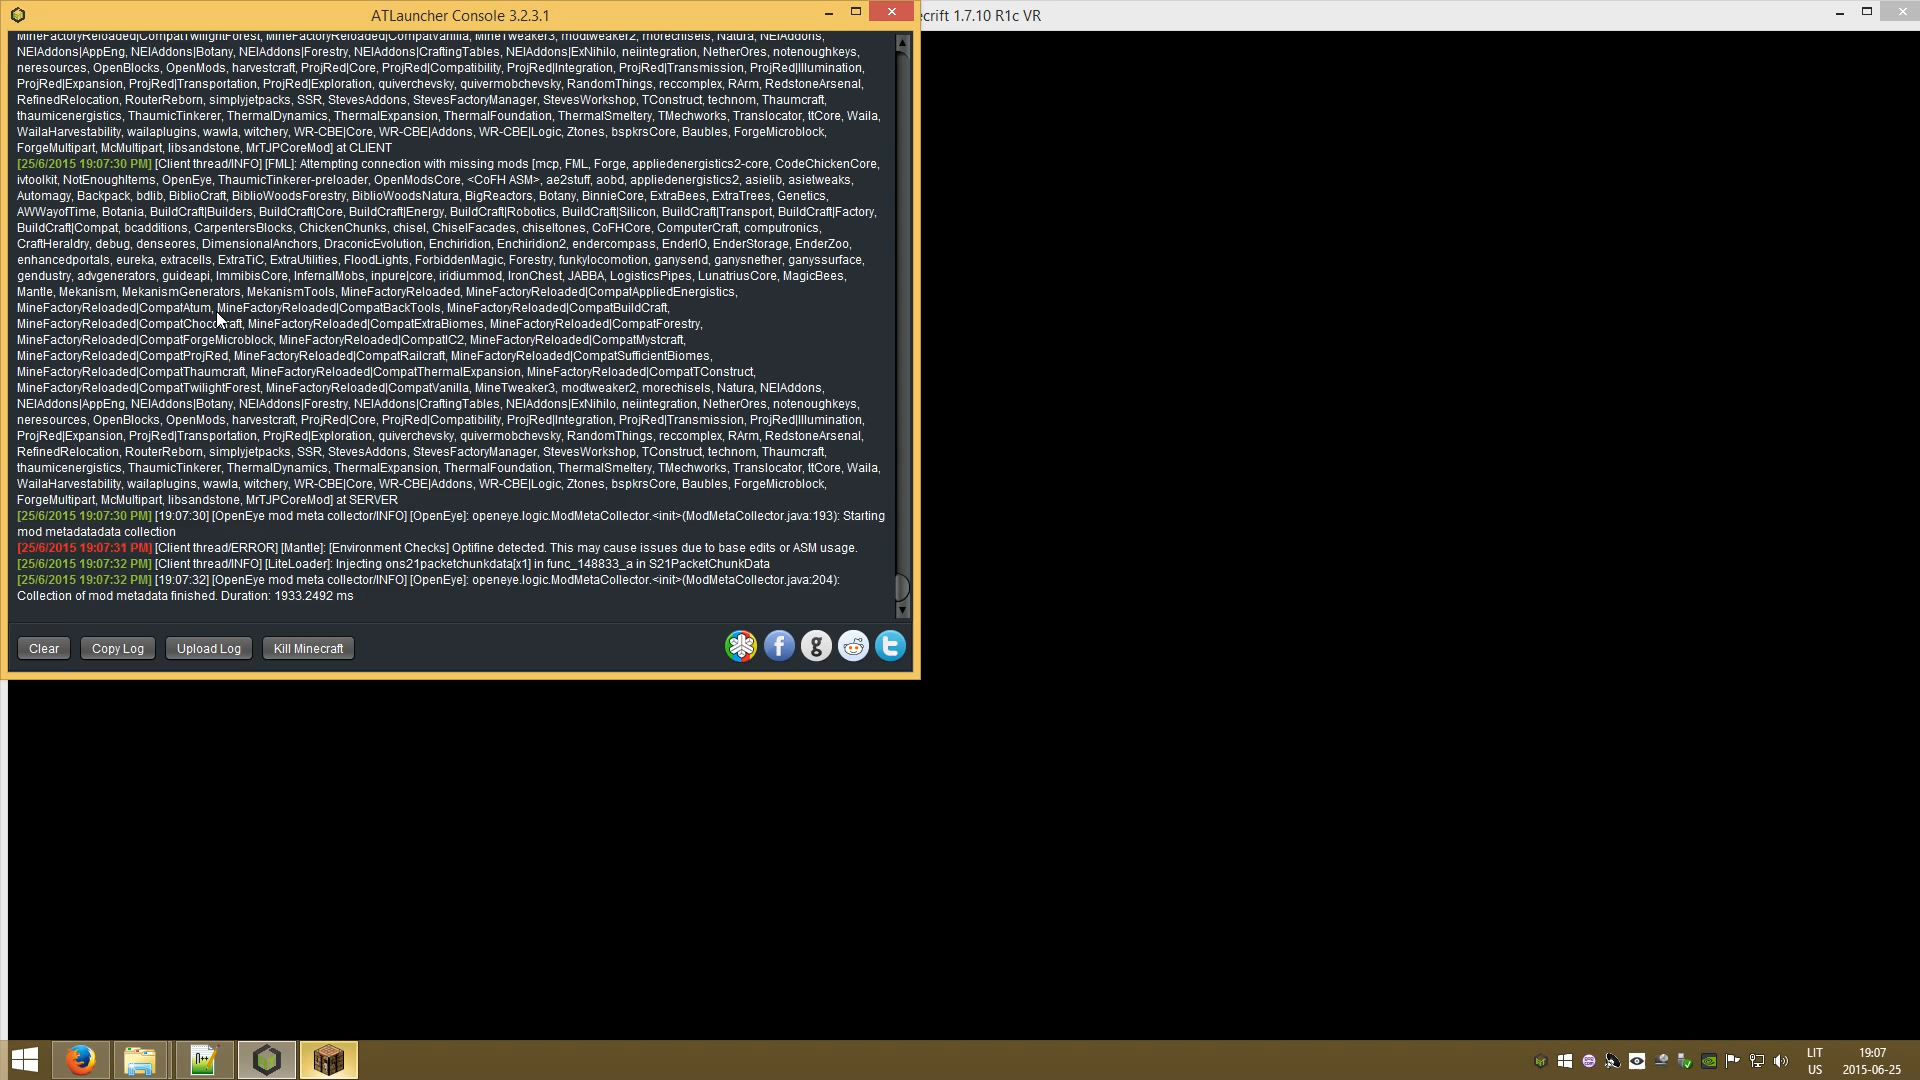 ATLauncher Console 3.2.3.1
ecrift 1.7.10 R1c VR
MineFactoryReloaded|CompatTwilightForest, MineFactoryReloaded|CompatVanilla, MineTweaker3, modtweaker2, morechisels, Natura, NEIAddons,
NEIAddons|AppEng, NEIAddons|Botany, NEIAddons|Forestry, NEIAddons|CraftingTables, NEIAddons|ExNihilo, neiintegration, NetherOres, notenoughkeys,
neresources, OpenBlocks, OpenMods, harvestcraft, ProjRed|Core, ProjRed|Compatibility, ProjRed|Integration, ProjRed|Transmission, ProjRed|Illumination,
ProjRed|Expansion, ProjRed|Transportation, ProjRed|Exploration, quiverchevsky, quivermobchevsky, RandomThings, reccomplex, RArm, RedstoneArsenal,
RefinedRelocation, RouterReborn, simplyjetpacks, SSR, StevesAddons, StevesFactoryManager, StevesWorkshop, TConstruct, technom, Thaumcraft,
thaumicenergistics, ThaumicTinkerer, ThermalDynamics, ThermalExpansion, ThermalFoundation, ThermalSmeltery, TMechworks, Translocator, ttCore, Waila,
WailaHarvestability, wailaplugins, wawla, witchery, WR-CBE|Core, WR-CBE|Addons, WR-CBE|Logic, Ztones, bspkrsCore, Baubles, ForgeMicroblock,
ForgeMultipart, McMultipart, libsandstone, MrTJPCoreMod] at CLIENT
[25/6/2015 19:07:30 PM] [Client thread/INFO] [FML]: Attempting connection with missing mods [mcp, FML, Forge, appliedenergistics2-core, CodeChickenCore,
ivtoolkit, NotEnoughItems, OpenEye, ThaumicTinkerer-preloader, OpenModsCore, <CoFH ASM>, ae2stuff, aobd, appliedenergistics2, asielib, asietweaks,
Automagy, Backpack, bdlib, BiblioCraft, BiblioWoodsForestry, BiblioWoodsNatura, BigReactors, Botany, BinnieCore, ExtraBees, ExtraTrees, Genetics,
AWWayofTime, Botania, BuildCraft|Builders, BuildCraft|Core, BuildCraft|Energy, BuildCraft|Robotics, BuildCraft|Silicon, BuildCraft|Transport, BuildCraft|Factory,
BuildCraft|Compat, bcadditions, CarpentersBlocks, ChickenChunks, chisel, ChiselFacades, chiseltones, CoFHCore, ComputerCraft, computronics,
CraftHeraldry, debug, denseores, DimensionalAnchors, DraconicEvolution, Enchiridion, Enchiridion2, endercompass, EnderIO, EnderStorage, EnderZoo,
enhancedportals, eureka, extracells, ExtraTiC, ExtraUtilities, FloodLights, ForbiddenMagic, Forestry, funkylocomotion, ganysend, ganysnether, ganyssurface,
gendustry, advgenerators, guideapi, ImmibisCore, InfernalMobs, inpure|core, iridiummod, IronChest, JABBA, LogisticsPipes, LunatriusCore, MagicBees,
Mantle, Mekanism, MekanismGenerators, MekanismTools, MineFactoryReloaded, MineFactoryReloaded|CompatAppliedEnergistics,
MineFactoryReloaded|CompatAtum, MineFactoryReloaded|CompatBackTools, MineFactoryReloaded|CompatBuildCraft,
MineFactoryReloaded|CompatChococraft, MineFactoryReloaded|CompatExtraBiomes, MineFactoryReloaded|CompatForestry,
MineFactoryReloaded|CompatForgeMicroblock, MineFactoryReloaded|CompatIC2, MineFactoryReloaded|CompatMystcraft,
MineFactoryReloaded|CompatProjRed, MineFactoryReloaded|CompatRailcraft, MineFactoryReloaded|CompatSufficientBiomes,
MineFactoryReloaded|CompatThaumcraft, MineFactoryReloaded|CompatThermalExpansion, MineFactoryReloaded|CompatTConstruct,
MineFactoryReloaded|CompatTwilightForest, MineFactoryReloaded|CompatVanilla, MineTweaker3, modtweaker2, morechisels, Natura, NEIAddons,
NEIAddons|AppEng, NEIAddons|Botany, NEIAddons|Forestry, NEIAddons|CraftingTables, NEIAddons|ExNihilo, neiintegration, NetherOres, notenoughkeys,
neresources, OpenBlocks, OpenMods, harvestcraft, ProjRed|Core, ProjRed|Compatibility, ProjRed|Integration, ProjRed|Transmission, ProjRed|Illumination,
ProjRed|Expansion, ProjRed|Transportation, ProjRed|Exploration, quiverchevsky, quivermobchevsky, RandomThings, reccomplex, RArm, RedstoneArsenal,
RefinedRelocation, RouterReborn, simplyjetpacks, SSR, StevesAddons, StevesFactoryManager, StevesWorkshop, TConstruct, technom, Thaumcraft,
thaumicenergistics, ThaumicTinkerer, ThermalDynamics, ThermalExpansion, ThermalFoundation, ThermalSmeltery, TMechworks, Translocator, ttCore, Waila,
WailaHarvestability, wailaplugins, wawla, witchery, WR-CBE|Core, WR-CBE|Addons, WR-CBE|Logic, Ztones, bspkrsCore, Baubles, ForgeMicroblock,
ForgeMultipart, McMultipart, libsandstone, MrTJPCoreMod] at SERVER
[25/6/2015 19:07:30 PM] [19:07:30] [OpenEye mod meta collector/INFO] [OpenEye]: openeye.logic.ModMetaCollector.<init>(ModMetaCollector.java:193): Starting
mod metadatadata collection
[25/6/2015 19:07:31 PM] [Client thread/ERROR] [Mantle]: [Environment Checks] Optifine detected. This may cause issues due to base edits or ASM usage.
[25/6/2015 19:07:32 PM] [Client thread/INFO] [LiteLoader]: Injecting ons21packetchunkdata[x1] in func_148833_a in S21PacketChunkData
[25/6/2015 19:07:32 PM] [19:07:32] [OpenEye mod meta collector/INFO] [OpenEye]: openeye.logic.ModMetaCollector.<init>(ModMetaCollector.java:204):
Collection of mod metadata finished. Duration: 1933.2492 ms
Clear
Copy Log
Upload Log
Kill Minecraft
LIT
US
19:07
2015-06-25